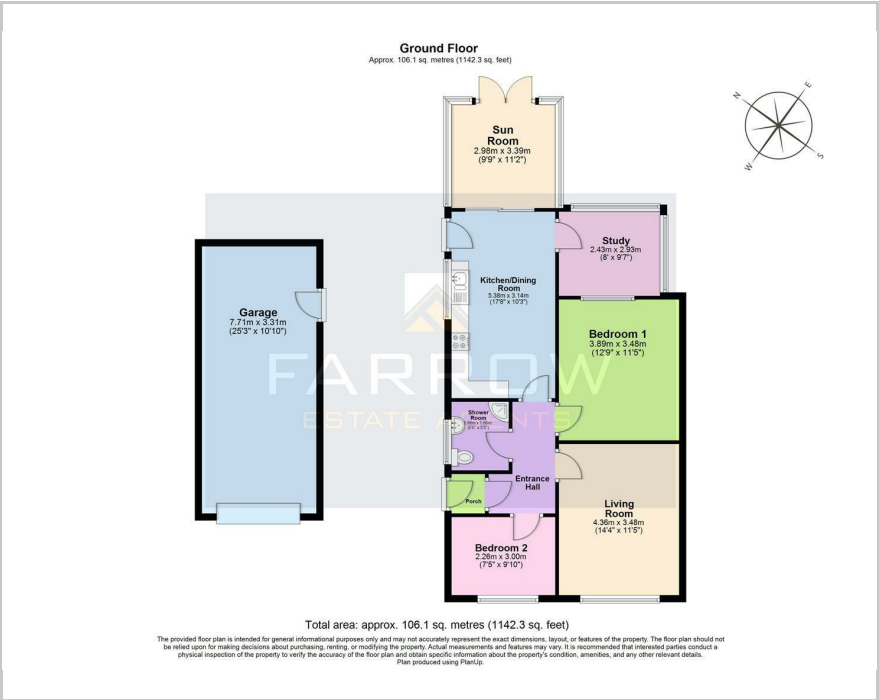 Ground Floor
Approx. 106.1 sq. metres (1142.3 sq. feet)
N
E
S
W
Sun
Room
2.98m x 3.39m
(9'9" x 11'2")
Study
2.43m x 2.93m
(8' x 9'7")
Kitchen/Dining
Room
5.38m x 3.14m
(17'8" x 10'3")
Garage
7.71m x 3.31m
(25'3" x 10'10")
Bedroom 1
3.89m x 3.48m
(12'9" x 11'5")
FARROW
ESTATE AGENTS
Shower
Room
Entrance
Hall
Porch
Living
Room
4.36m x 3.48m
(14'4" x 11'5")
Bedroom 2
2.26m x 3.00m
(7'5" x 9'10")
Total area: approx. 106.1 sq. metres (1142.3 sq. feet)
The provided floor plan is intended for general informational purposes only and may not accurately represent the exact dimensions, layout, or features of the property. The floor plan should not
be relied upon for making decisions about purchasing, renting, or modifying the property. Actual measurements and features may vary. It is recommended that interested parties conduct a
physical inspection of the property to verify the accuracy of the floor plan and obtain specific information about the property's condition, amenities, and any other relevant details.
Plan produced using PlanUp.